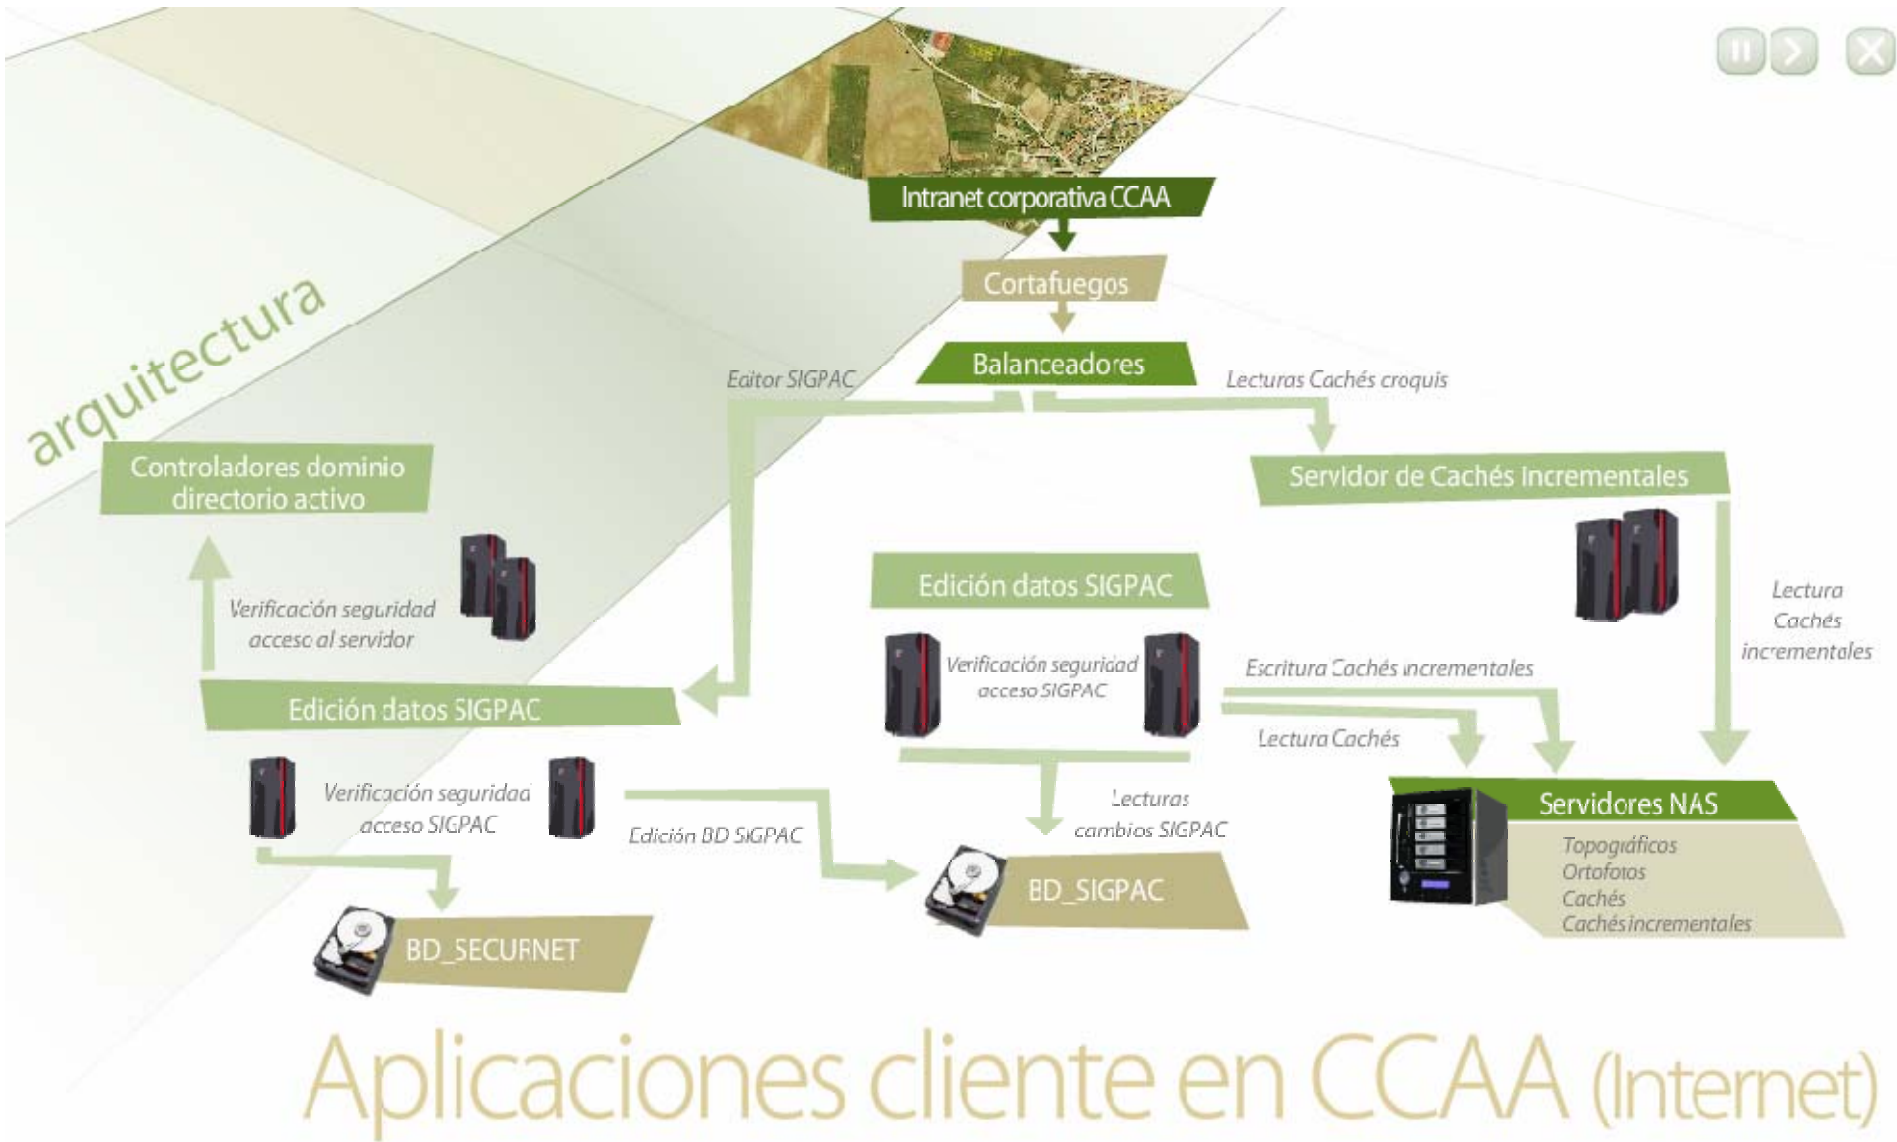 arquitectura
Intranet corporativa CCAA
Cortafuegos
Balanceadores
Editor SIGPAC
Lecturas Cachés croquis
Controladores dominio
directorio activo
Servidor de Cachés incrementales
Verificación seguridad
acceso al servidor
Edición datos SIGPAC
Lectura
Cachés
incrementales
Verificación seguridad
acceso SIGPAC
Escritura Cachés incrementales
Lectura Cachés
Edición datos SIGPAC
Verificación seguridad
acceso SIGPAC
Edición BD SIGPAC
Lecturas
cambios SIGPAC
Servidores NAS
Topográficos
Ortofotos
Cachés
Cachés incrementales
BD_SIGPAC
BD_SECURNET
Aplicaciones cliente en CCAA (Internet)